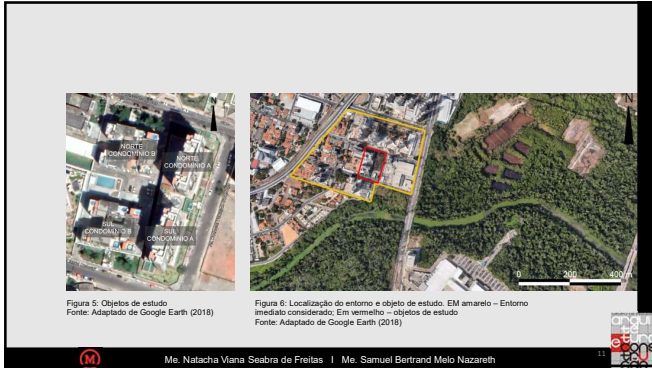 N
NORTE
CONDOMÍNIO B
NORTE
CONDOMÍNIO A
SUL
CONDOMÍNIO B
SUL
CONDOMÍNIO A
N
0 200 400 m
Figura 5: Objetos de estudo
Fonte: Adaptado de Google Earth (2018)
Figura 6: Localização do entorno e objeto de estudo. EM amarelo – Entorno
imediato considerado; Em vermelho – objetos de estudo
Fonte: Adaptado de Google Earth (2018)
11
M
Me. Natacha Viana Seabra de Freitas I Me. Samuel Bertrand Melo Nazareth